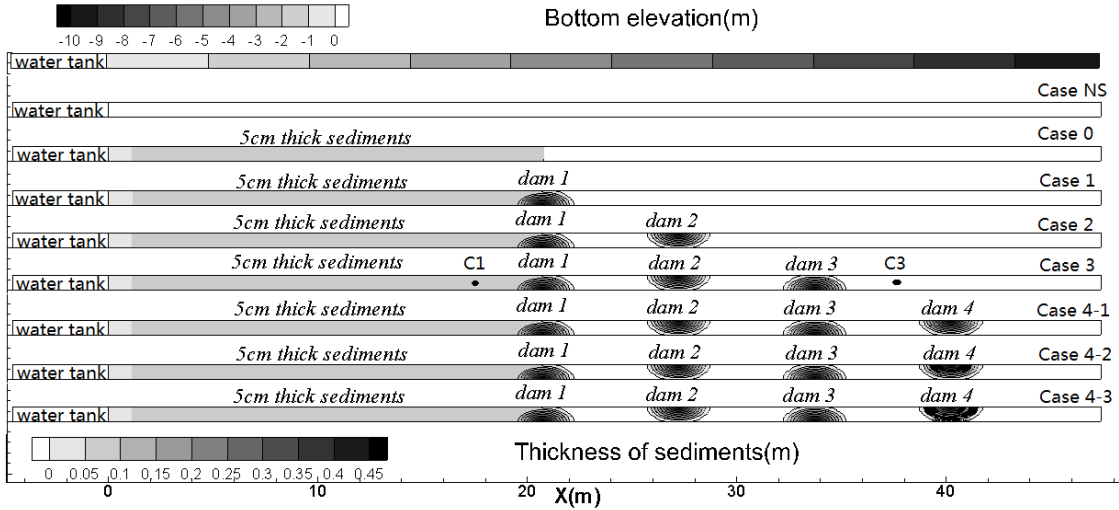 Bottom elevation(m)
-10 -9 -8 -7 -6 -5 -4 -3 -2 -1 0
water tank
Case NS
water tank
5cm thick sediments Case 0
water tank
5cm thick sediments dam 1 Case 1
water tank
5cm thick sediments dam 1 dam 2 Case 2
water tank
5cm thick sediments C1 dam 1 dam 2 dam 3 C3 Case 3
water tank
5cm thick sediments dam 1 dam 2 dam 3 dam 4 Case 4-1
water tank
5cm thick sediments dam 1 dam 2 dam 3 dam 4 Case 4-2
water tank
5cm thick sediments dam 1 dam 2 dam 3 dam 4 Case 4-3
water tank
Thickness of sediments(m)
0 0.05 0.1 0.15 0.2 0.25 0.3 0.35 0.4 0.45
0 10 20 30 40
X(m)